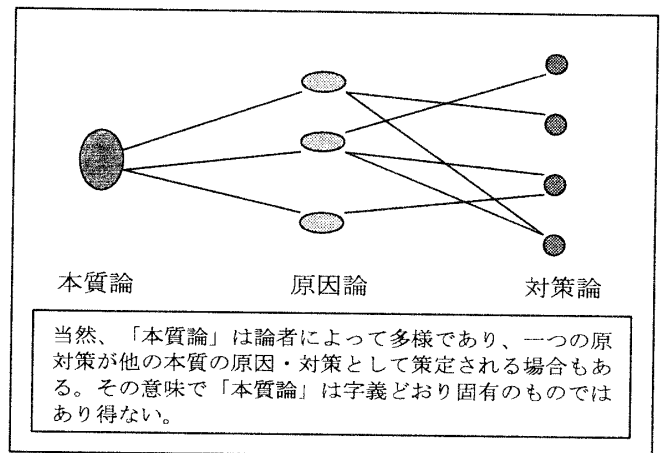 本質論 原因論 対策論
当然、「本質論」は論者によって多様であり、一つの原
対策が他の本質の原因・対策として策定される場合もあ
る。その意味で「本質論」は字義どおり固有のものでは
あり得ない。